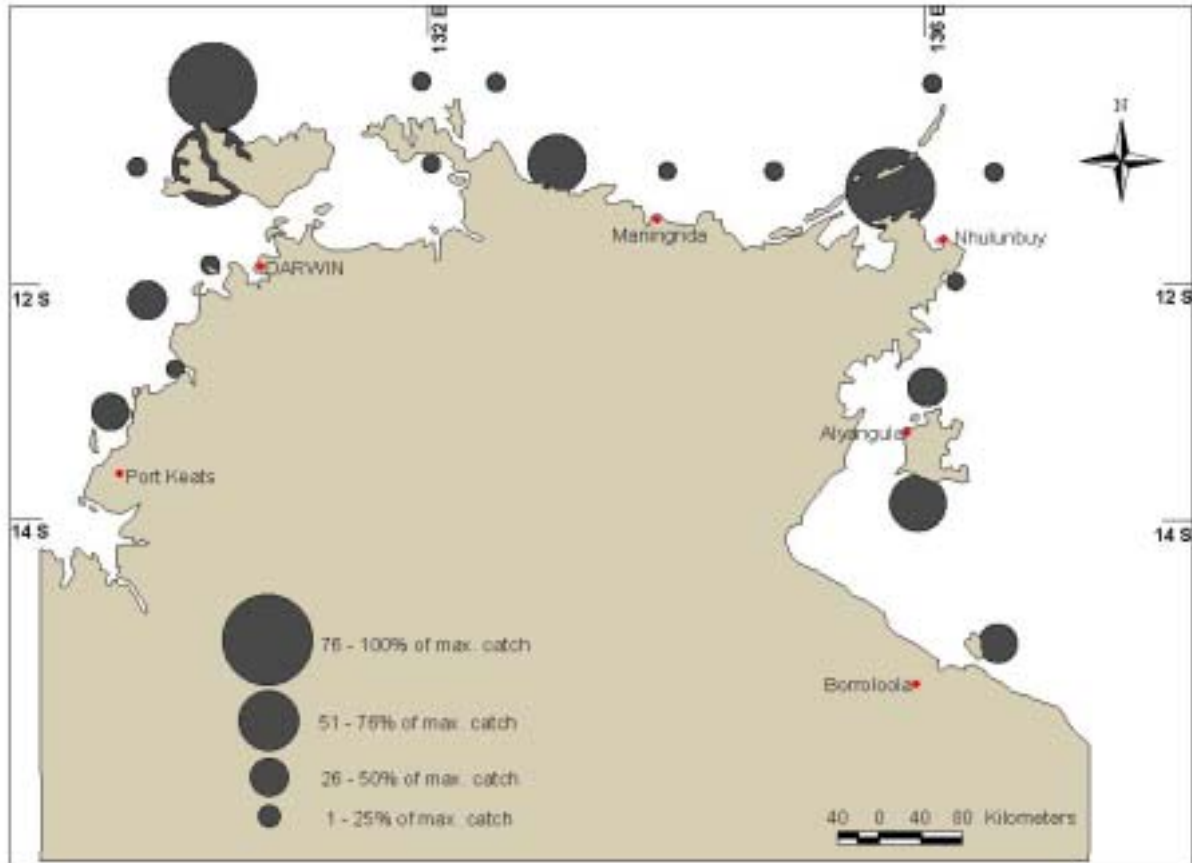 132 E
136 E
N
Maningrida
Nhulunbuy
DARWIN
12 S
12 S
Alyangula
Port Keats
14 S
14 S
76 - 100% of max. catch
Borroloola
51 - 76% of max. catch
26 - 50% of max. catch
1 - 25% of max. catch
40 0 40 80 Kilometers